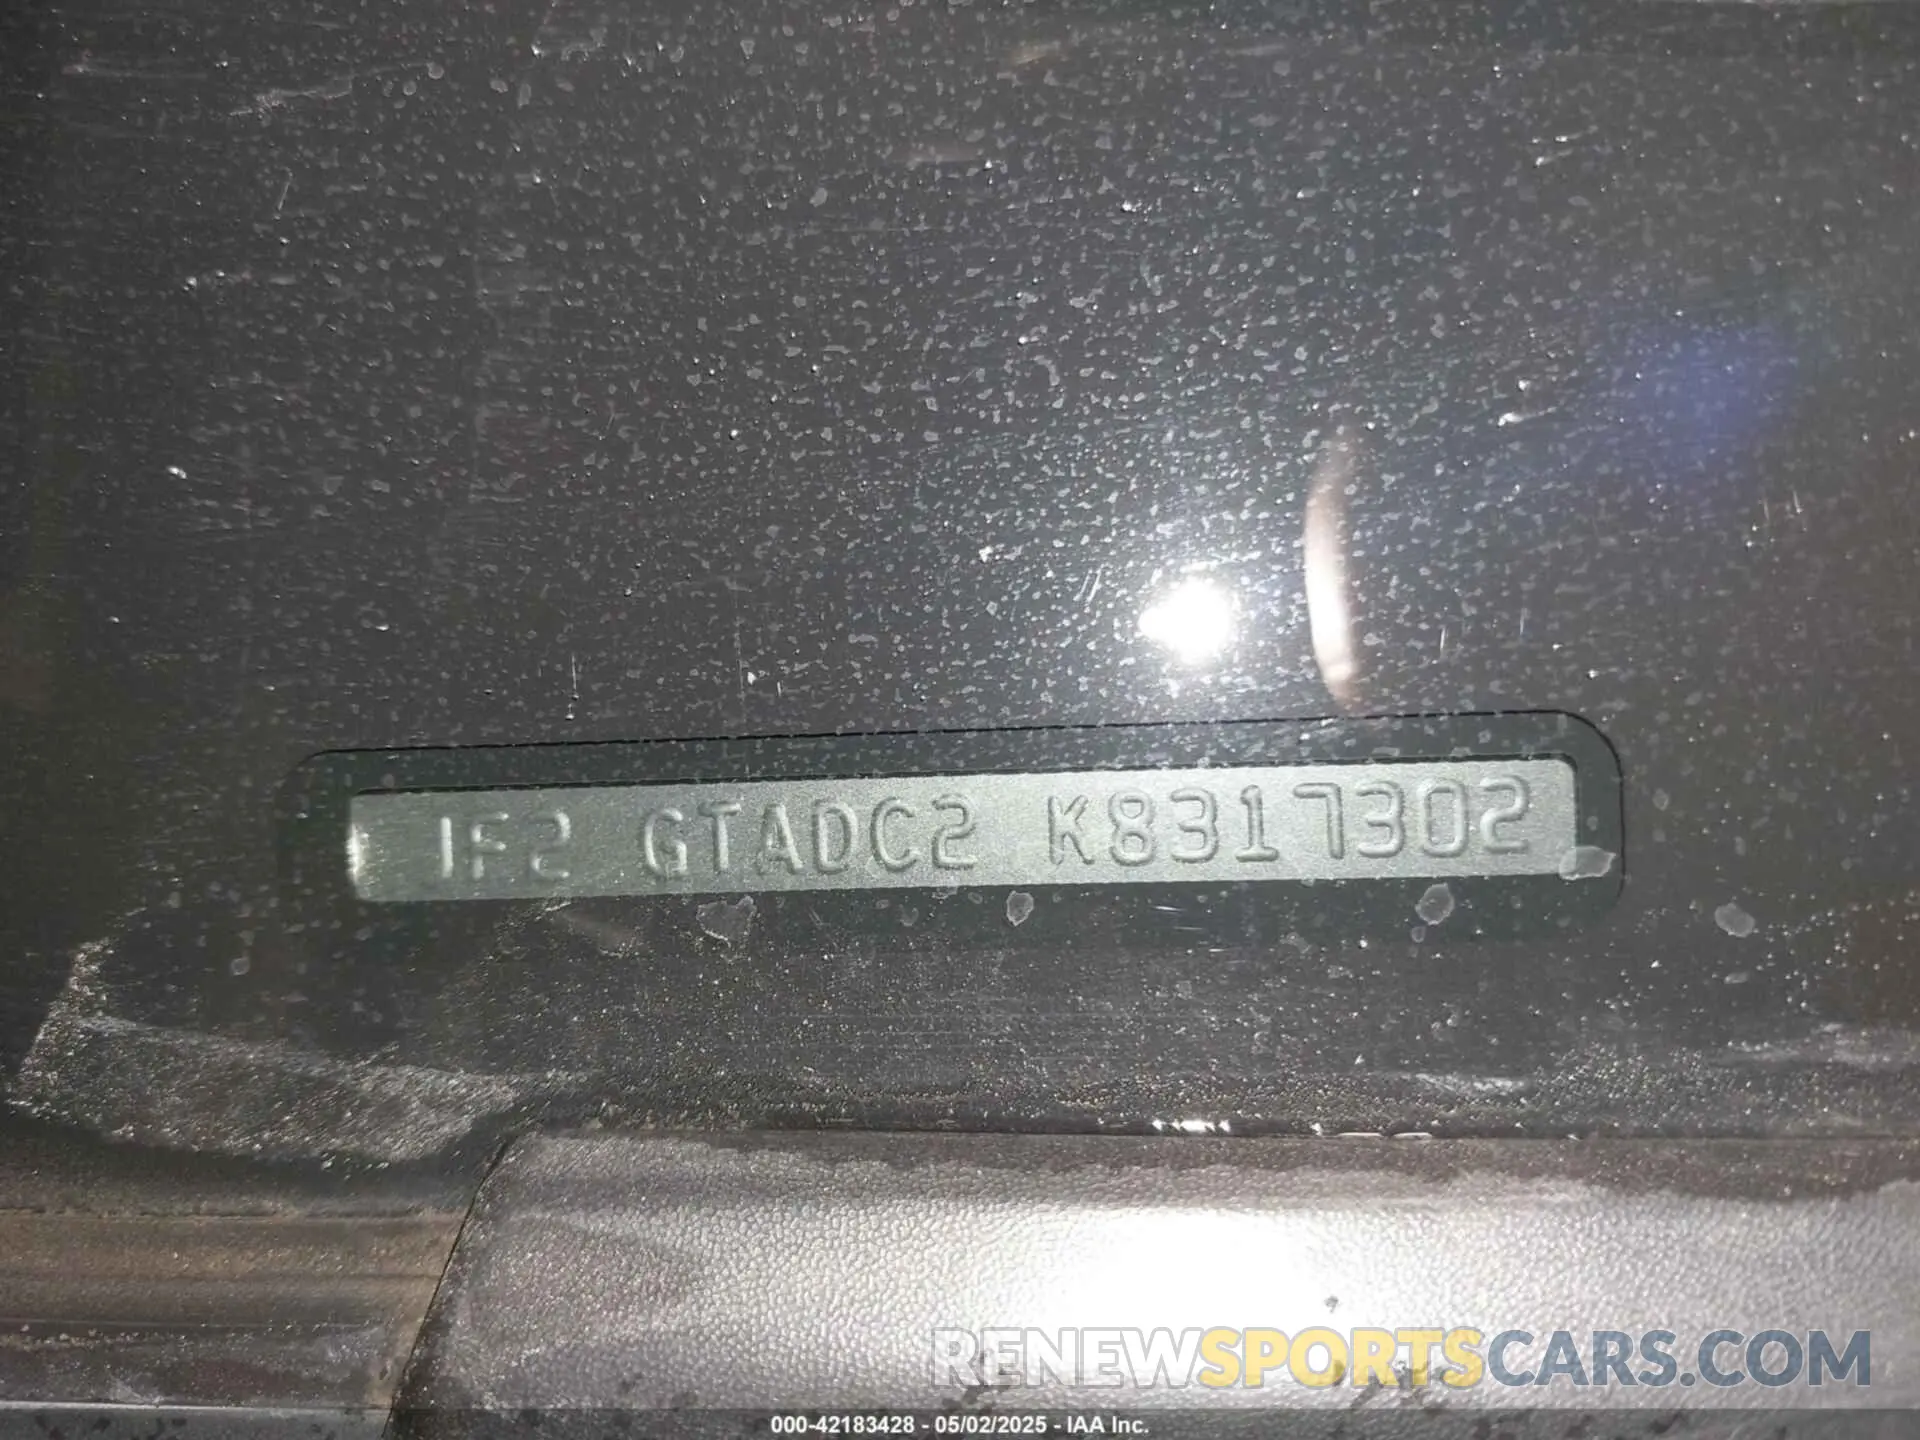 1F2 GTADC2 K8317302
RENEWSPORTSCARS.COM
000-42183428 - 05/02/2025 - IAA Inc.